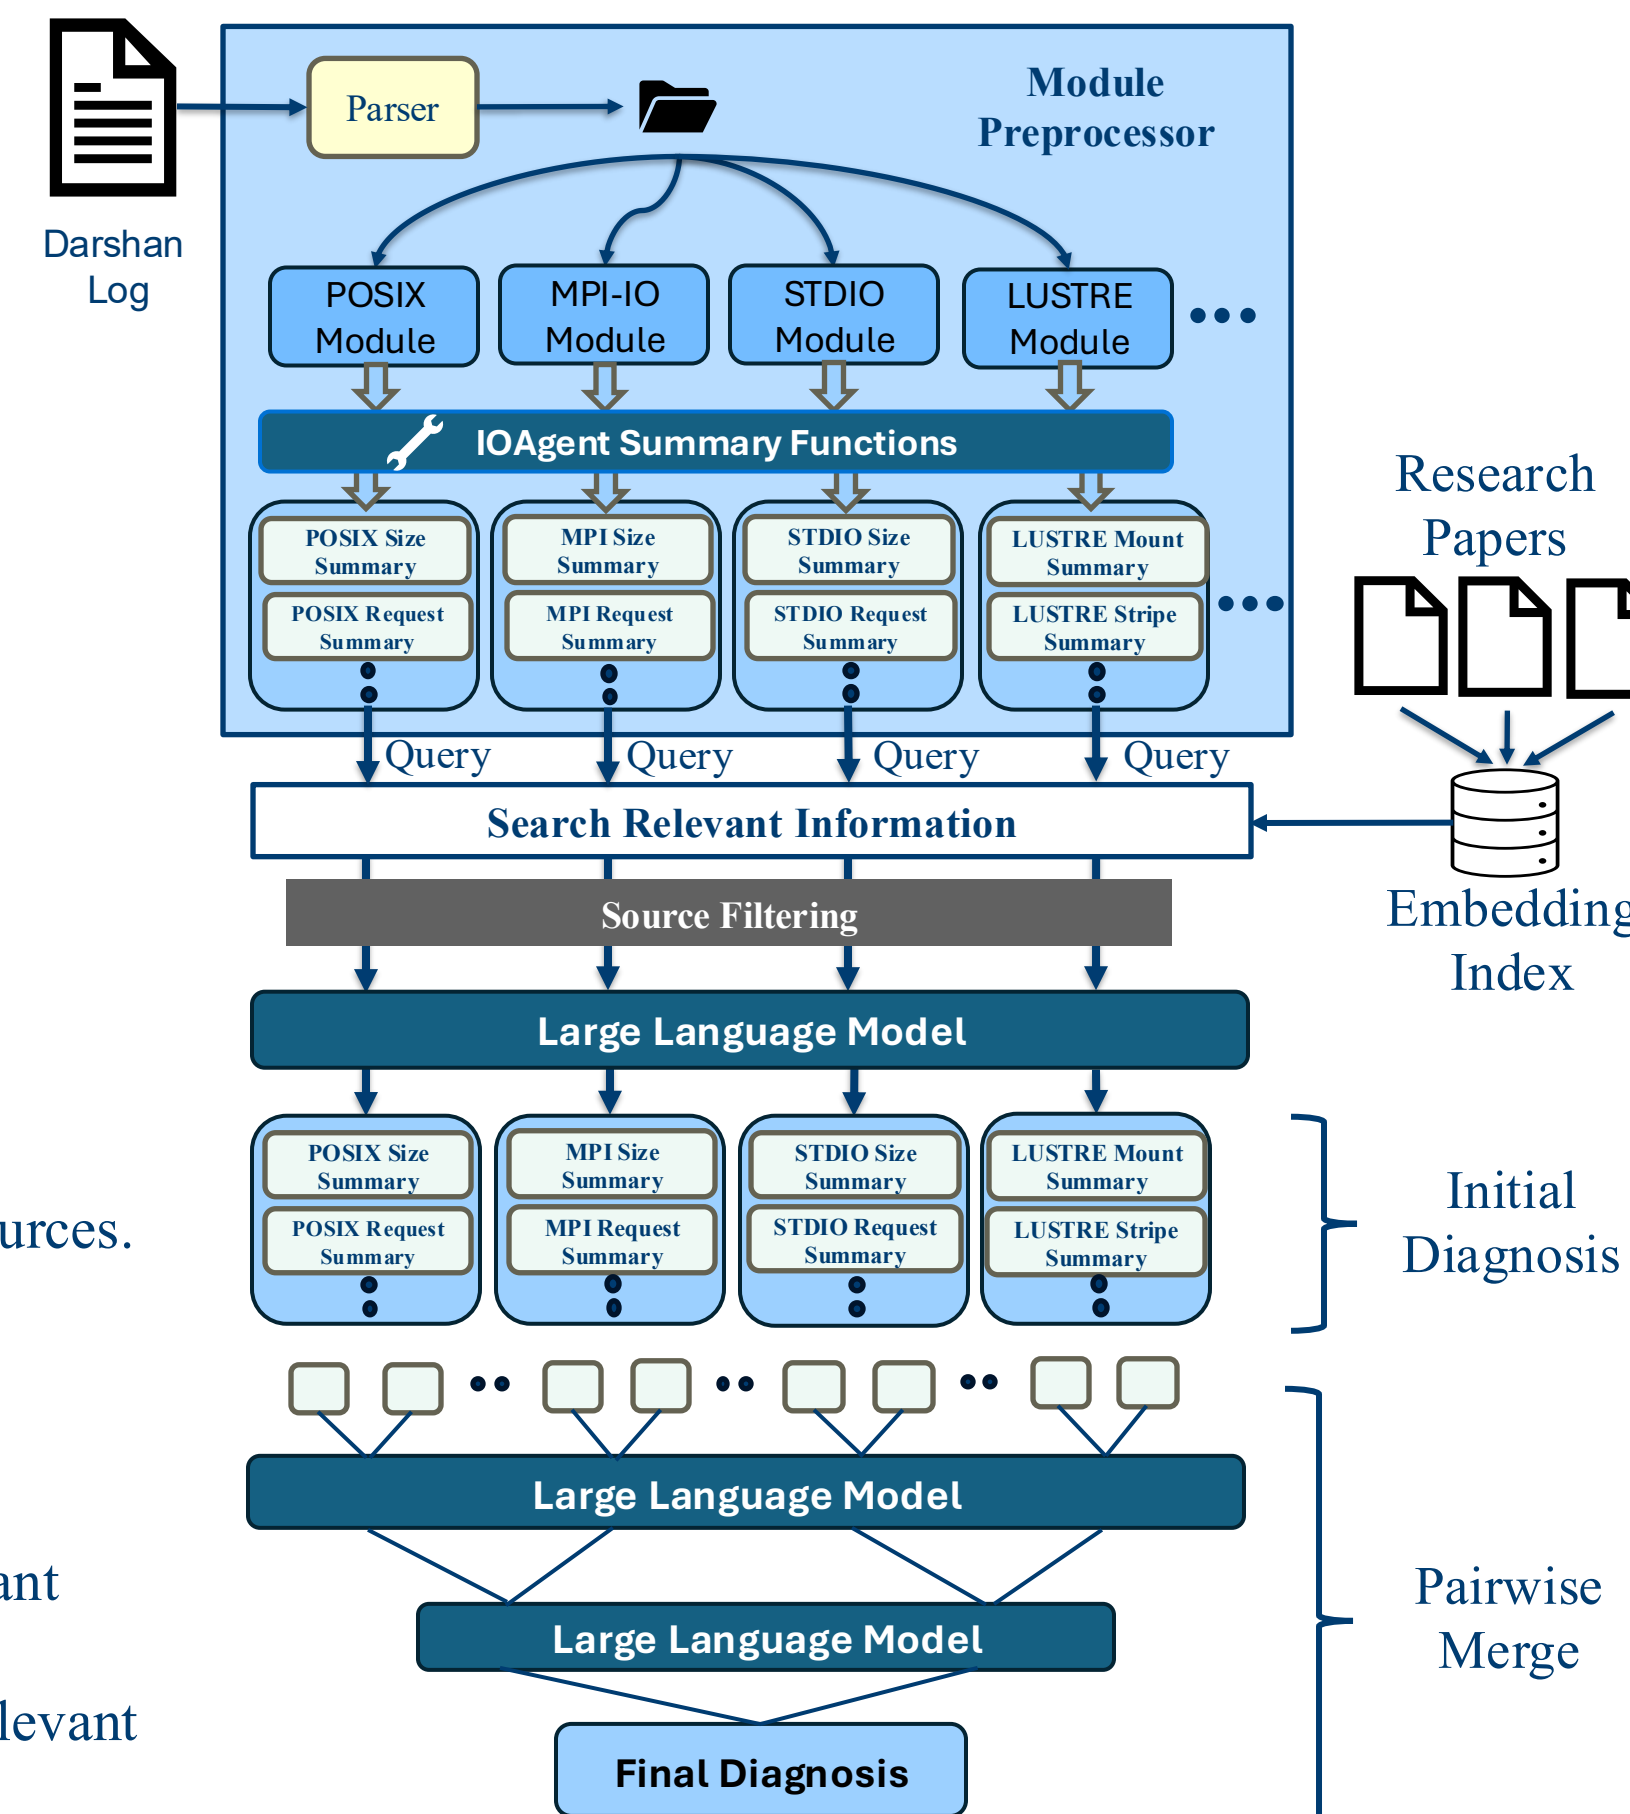 Module
Preprocessor
Parser
Darshan
Log
POSIX
Module
MPI-IO
Module
STDIO
Module
LUSTRE
Module
IOAgent Summary Functions
POSIX Size
Summary
POSIX Request
Summary
MPI Size
Summary
MPI Request
Summary
STDIO Size
Summary
STDIO Request
Summary
LUSTRE Mount
Summary
LUSTRE Stripe
Summary
Research
Papers
Query
Query
Query
Query
Search Relevant Information
Embedding
Index
Source Filtering
Large Language Model
POSIX Size
Summary
POSIX Request
Summary
MPI Size
Summary
MPI Request
Summary
STDIO Size
Summary
STDIO Request
Summary
LUSTRE Mount
Summary
LUSTRE Stripe
Summary
Initial
Diagnosis
urces.
Large Language Model
ant
Large Language Model
Pairwise
Merge
levant
Final Diagnosis